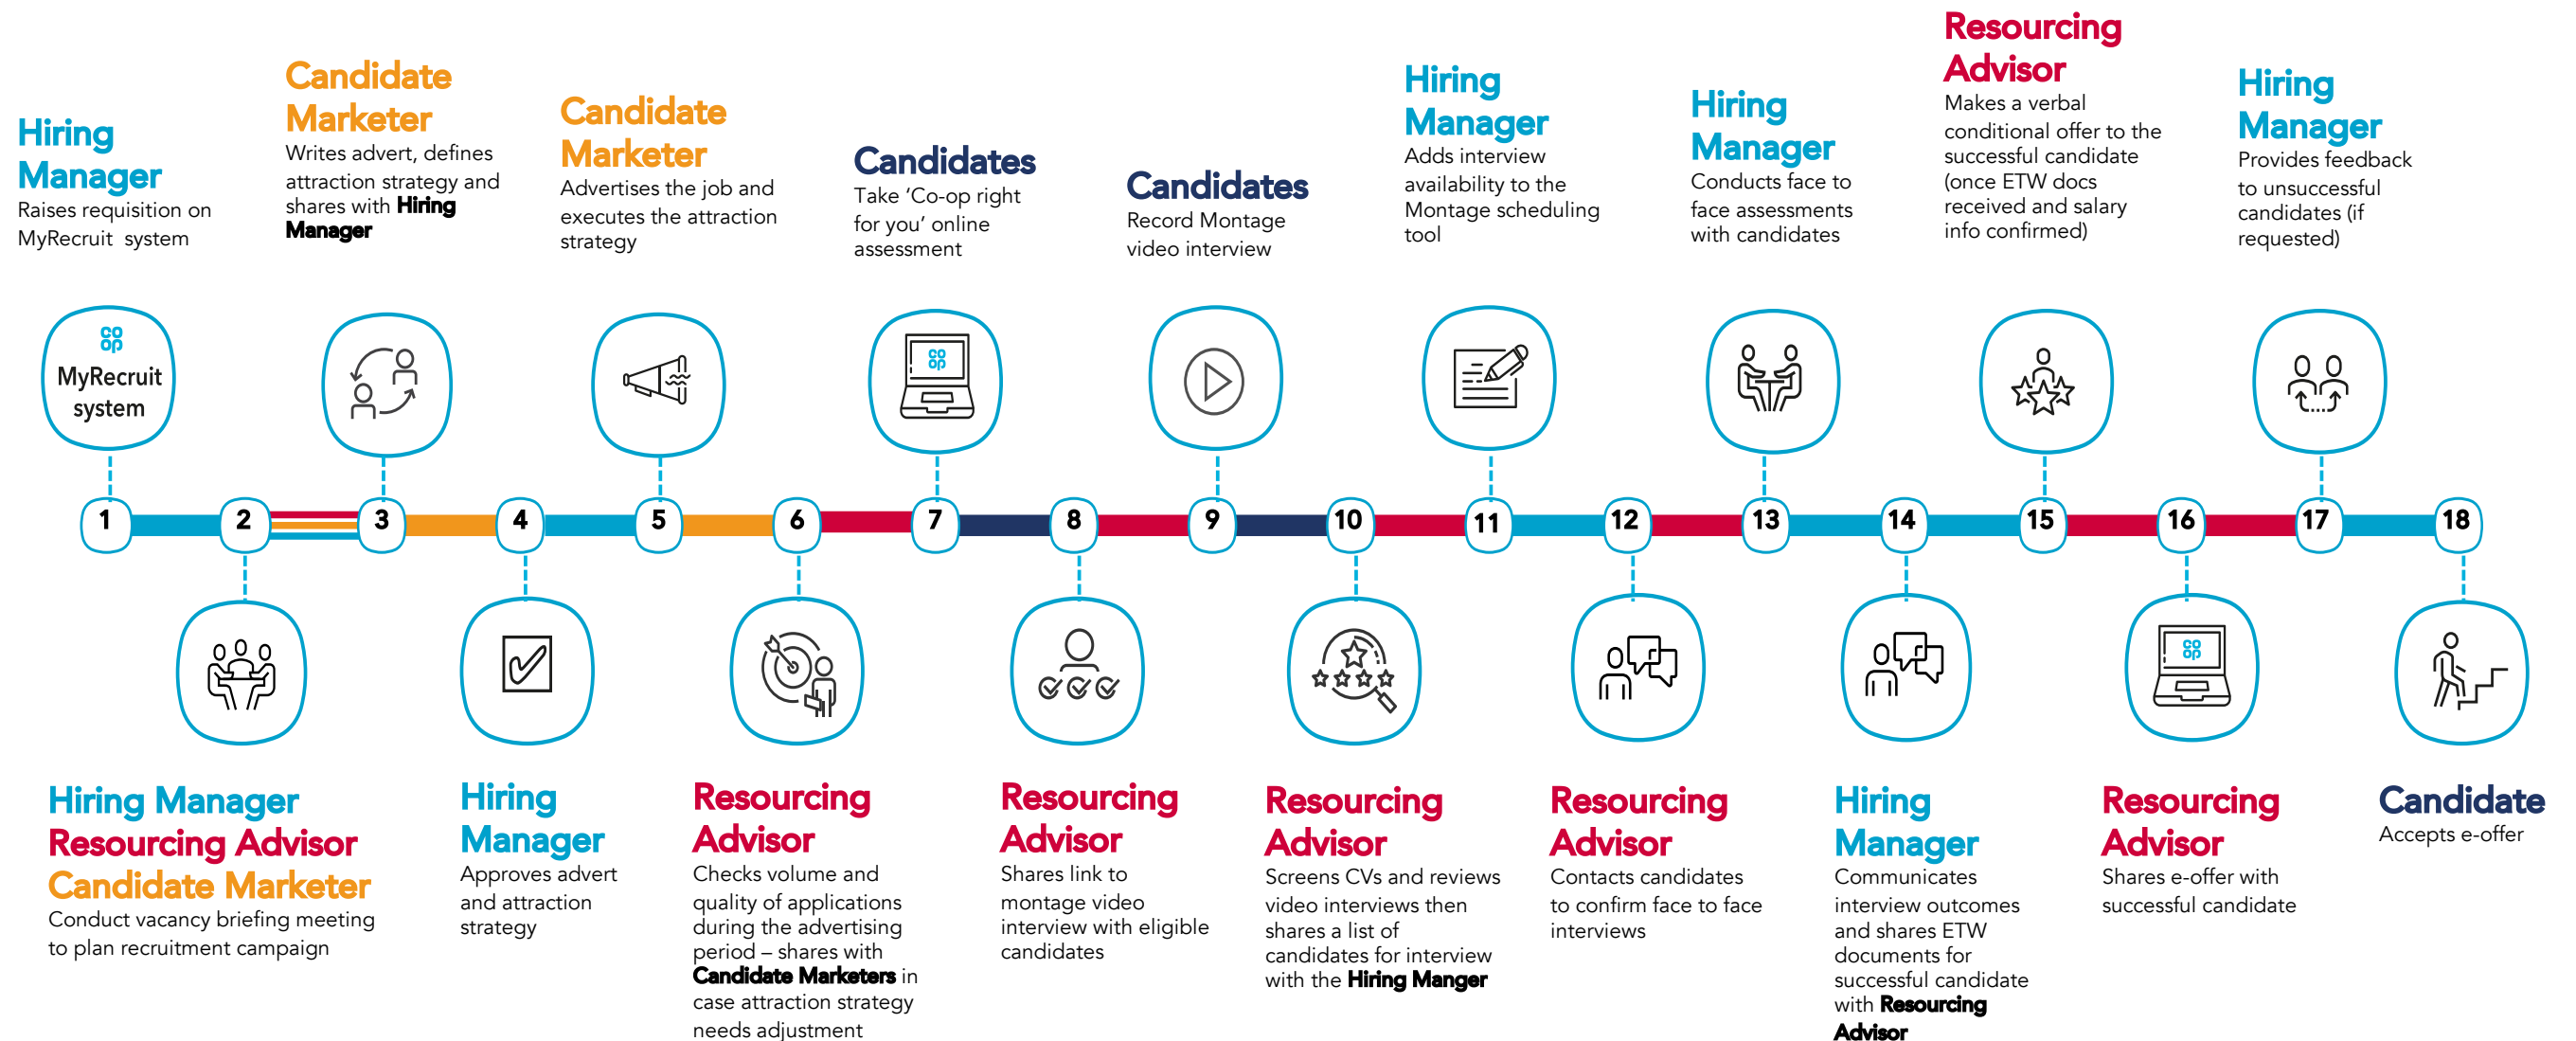 Hiring
Manager
Raises requisition on
MyRecruit system
Candidate
Marketer
Writes advert, defines
attraction strategy and
shares with Hiring
Manager
Candidate
Marketer
Advertises the job and
executes the attraction
strategy
Candidates
Take ‘Co-op right
for you’ online
assessment
Candidates
Record Montage
video interview
Hiring
Manager
Adds interview
availability to the
Montage scheduling
tool
Hiring
Manager
Conducts face to
face assessments
with candidates
Resourcing
Advisor
Makes a verbal
conditional offer to the
successful candidate
(once ETW docs
received and salary
info confirmed)
Hiring
Manager
Provides feedback
to unsuccessful
candidates (if
requested)
co
op
MyRecruit
system
co
op
1
2
3
4
5
6
7
8
9
10
11
12
13
14
15
16
17
18
co
op
Hiring Manager
Resourcing Advisor
Candidate Marketer
Conduct vacancy briefing meeting
to plan recruitment campaign
Hiring
Manager
Approves advert
and attraction
strategy
Resourcing
Advisor
Checks volume and
quality of applications
during the advertising
period – shares with
Candidate Marketers in
case attraction strategy
needs adjustment
Resourcing
Advisor
Shares link to
montage video
interview with eligible
candidates
Resourcing
Advisor
Screens CVs and reviews
video interviews then
shares a list of
candidates for interview
with the Hiring Manger
Resourcing
Advisor
Contacts candidates
to confirm face to face
interviews
Hiring
Manager
Communicates
interview outcomes
and shares ETW
documents for
successful candidate
with Resourcing
Advisor
Resourcing
Advisor
Shares e-offer with
successful candidate
Candidate
Accepts e-offer